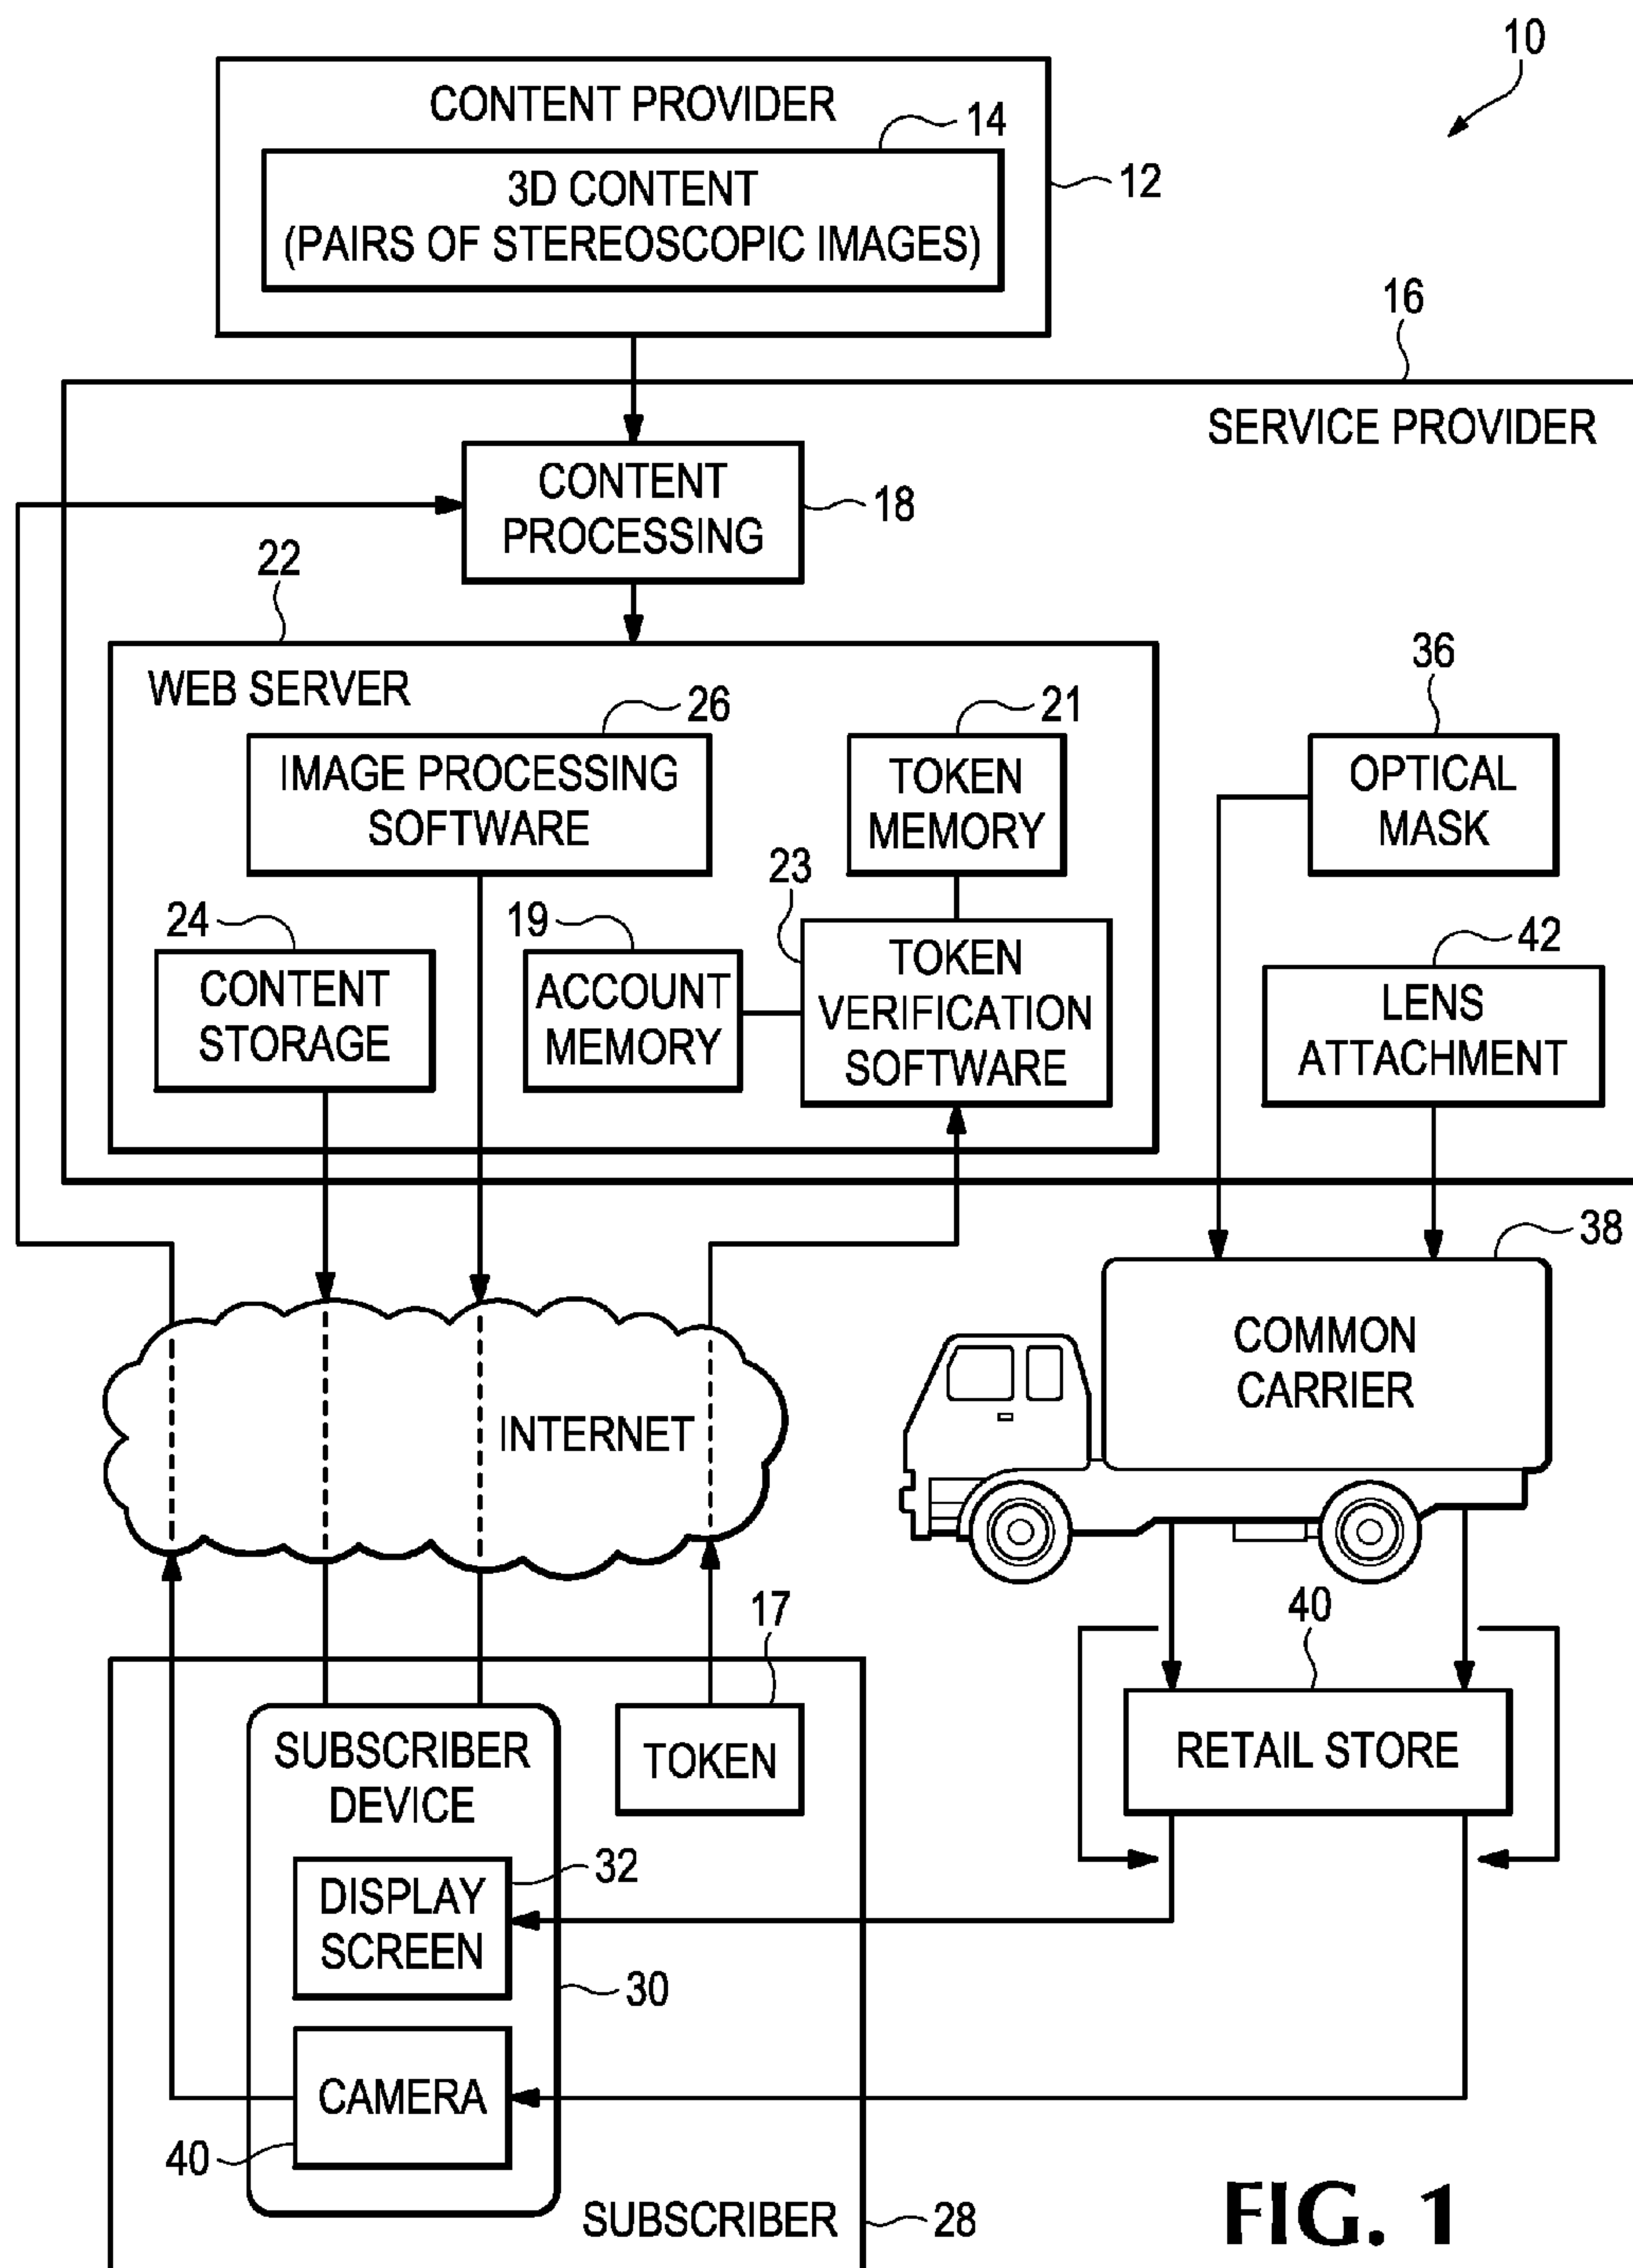 10
CONTENT PROVIDER
14
3D CONTENT
(PAIRS OF STEREOSCOPIC IMAGES)
12
16
SERVICE PROVIDER
CONTENT
PROCESSING
18
22
WEB SERVER
26
IMAGE PROCESSING
SOFTWARE
21
TOKEN
MEMORY
36
OPTICAL
MASK
24
CONTENT
STORAGE
19
ACCOUNT
MEMORY
23
TOKEN
VERIFICATION
SOFTWARE
42
LENS
ATTACHMENT
38
COMMON
CARRIER
INTERNET
17
TOKEN
40
RETAIL STORE
SUBSCRIBER
DEVICE
32
DISPLAY
SCREEN
30
CAMERA
40
SUBSCRIBER
28
FIG. 1